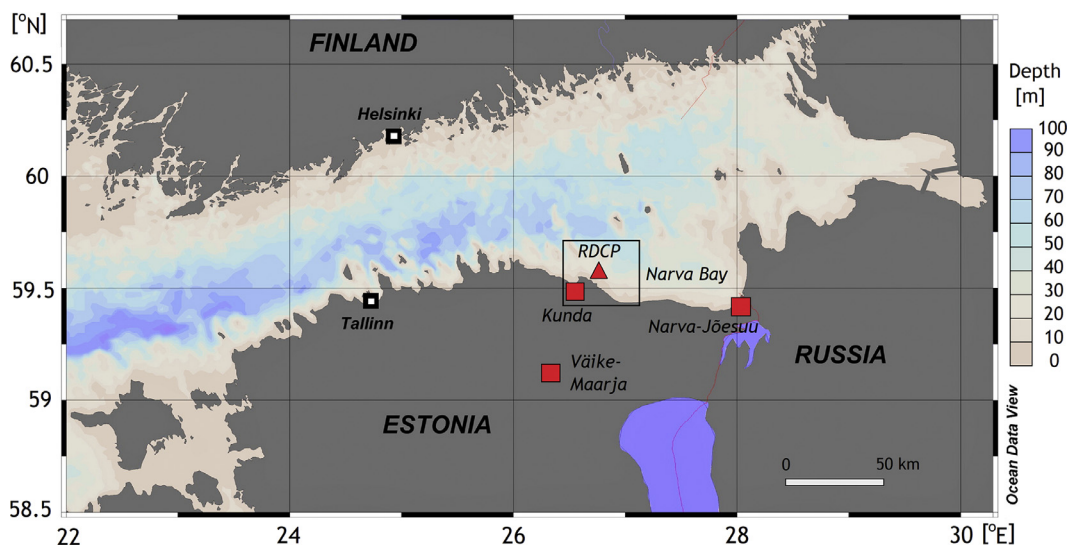 [°N]
FINLAND
60.5
Helsinki
Depth
[m]
100
90
80
70
60
50
40
30
20
10
0
60
RDCP
Narva Bay
59.5
Kunda
Tallinn
Narva-Jõesuu
Väike-
Maarja
RUSSIA
59
ESTONIA
0 50 km
Ocean Data View
58.5
22 24 26 28 30 [°E]